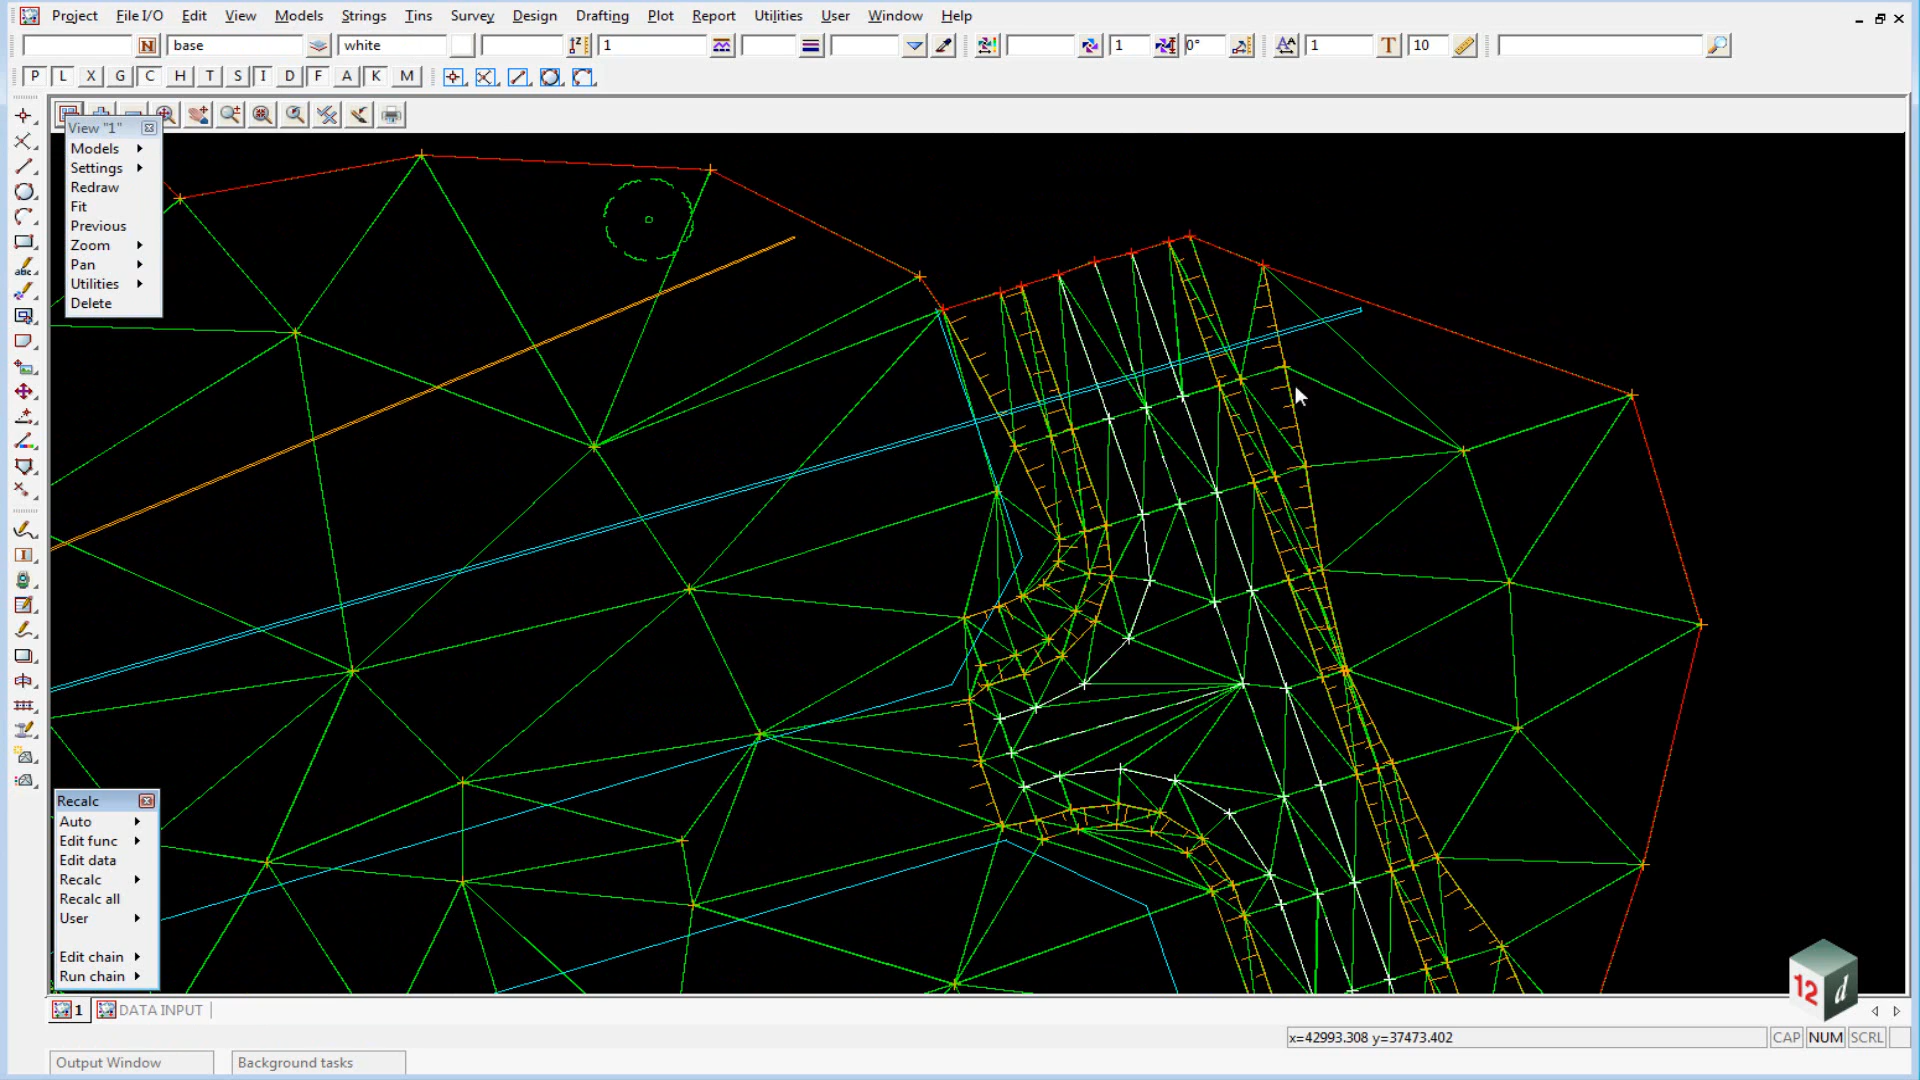 Project File I/O Edit View Models Strings Tins Survey Design Drafting Plot Report Utilities User Window Help
N base white 1 1 0° 1 T 10
P L X G C H T S I D F A K M
View "1"
Models
Settings
Redraw
Fit
Previous
Zoom
Pan
Utilities
Delete
abc
Recalc
Auto
Edit func
Edit data
Recalc
Recalc all
User
Edit chain
Run chain
12 d
1 DATA INPUT
x=42993.308 y=37473.402 CAP NUM SCRL
Output Window Background tasks